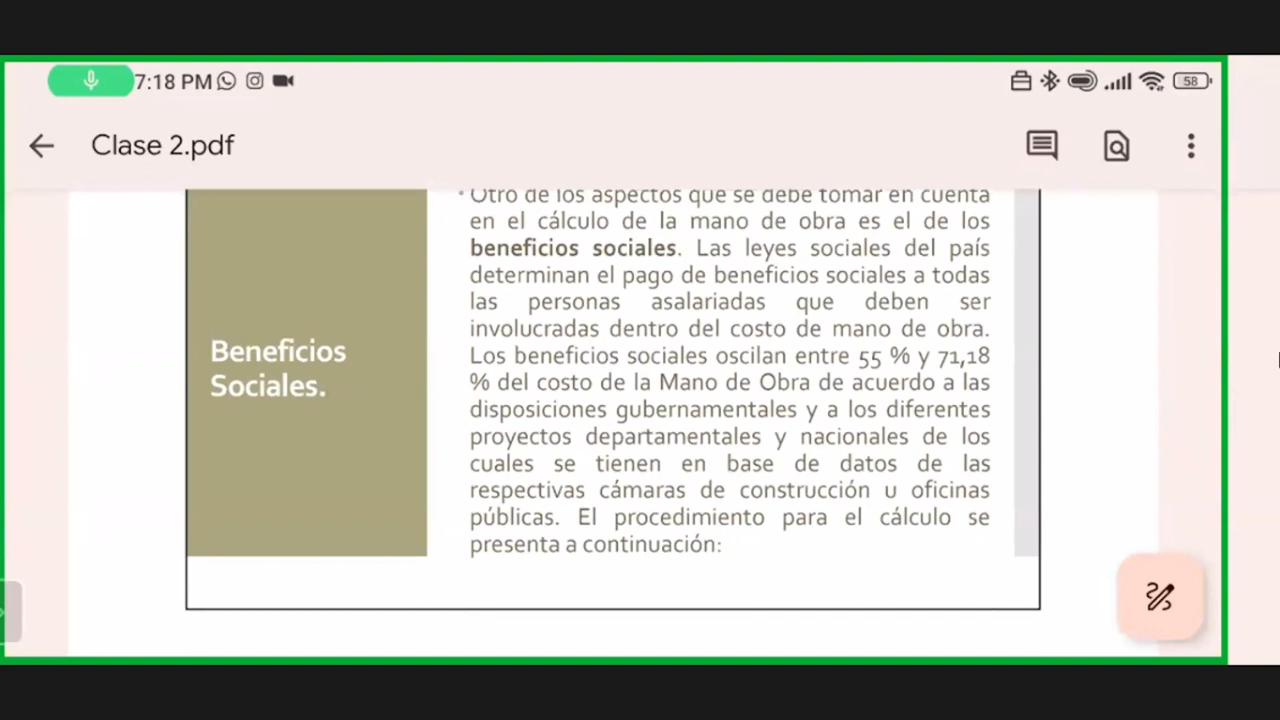 7:18 PM
58
Clase 2.pdf
Otro de los aspectos que se debe tomar en cuenta
en el cálculo de la mano de obra es el de los
beneficios sociales. Las leyes sociales del país
determinan el pago de beneficios sociales a todas
las personas asalariadas que deben ser
involucradas dentro del costo de mano de obra.
Los beneficios sociales oscilan entre 55 % y 71,18
% del costo de la Mano de Obra de acuerdo a las
disposiciones gubernamentales y a los diferentes
proyectos departamentales y nacionales de los
cuales se tienen en base de datos de las
respectivas cámaras de construcción u oficinas
públicas. El procedimiento para el cálculo se
presenta a continuación:
Beneficios
Sociales.